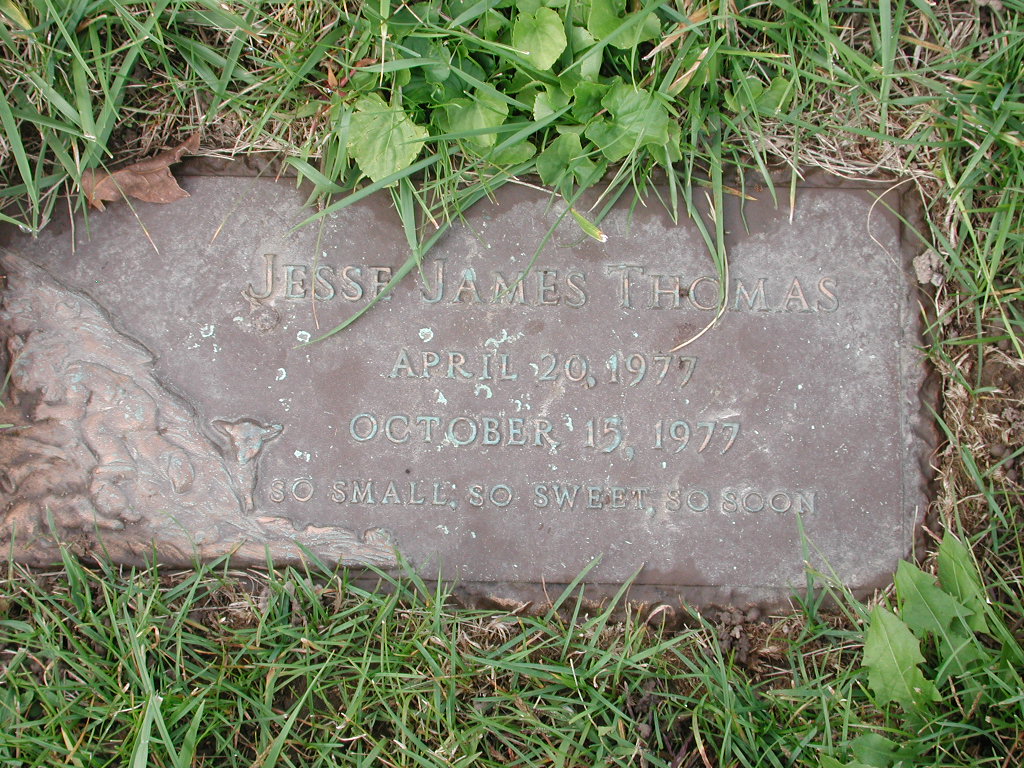 JESSE JAMES THOMAS
APRIL 20, 1977
OCTOBER 15, 1977
SO SMALL, SO SWEET, SO SOON